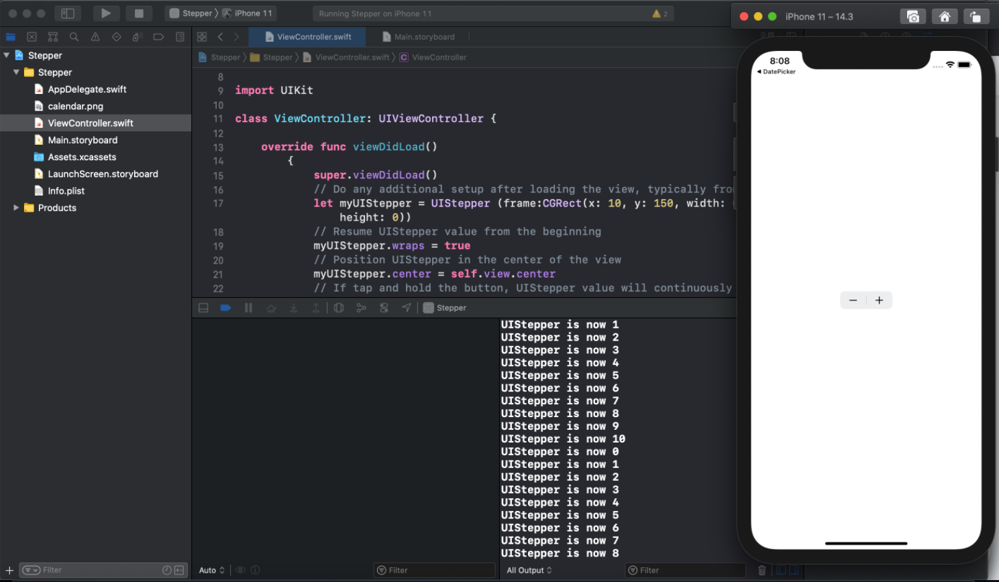 Stepper 〉 iPhone 11
Running Stepper on iPhone 11
2
iPhone 11 – 14.3
ViewController.swift
Main.storyboard
Stepper 〉 Stepper 〉 ViewController.swift 〉 C ViewController
Stepper
Stepper
AppDelegate.swift
calendar.png
ViewController.swift
Main.storyboard
Assets.xcassets
LaunchScreen.storyboard
Info.plist
Products
8
9 import UIKit
10
11 class ViewController: UIViewController {
12
13 override func viewDidLoad()
14 {
15 super.viewDidLoad()
16 // Do any additional setup after loading the view, typically
17 let myUIStepper = UIStepper (frame:CGRect(x: 10, y: 150, width:
height: 0))
18 // Resume UIStepper value from the beginning
19 myUIStepper.wraps = true
20 // Position UIStepper in the center of the view
21 myUIStepper.center = self.view.center
22 // If tap and hold the button, UIStepper value will continuously
Stepper
UIStepper is now 1
UIStepper is now 2
UIStepper is now 3
UIStepper is now 4
UIStepper is now 5
UIStepper is now 6
UIStepper is now 7
UIStepper is now 8
UIStepper is now 9
UIStepper is now 10
UIStepper is now 0
UIStepper is now 1
UIStepper is now 2
UIStepper is now 3
UIStepper is now 4
UIStepper is now 5
UIStepper is now 6
UIStepper is now 7
UIStepper is now 8
8:08
◀ DatePicker
− +
+ Filter
Auto
Filter
All Output
Filter